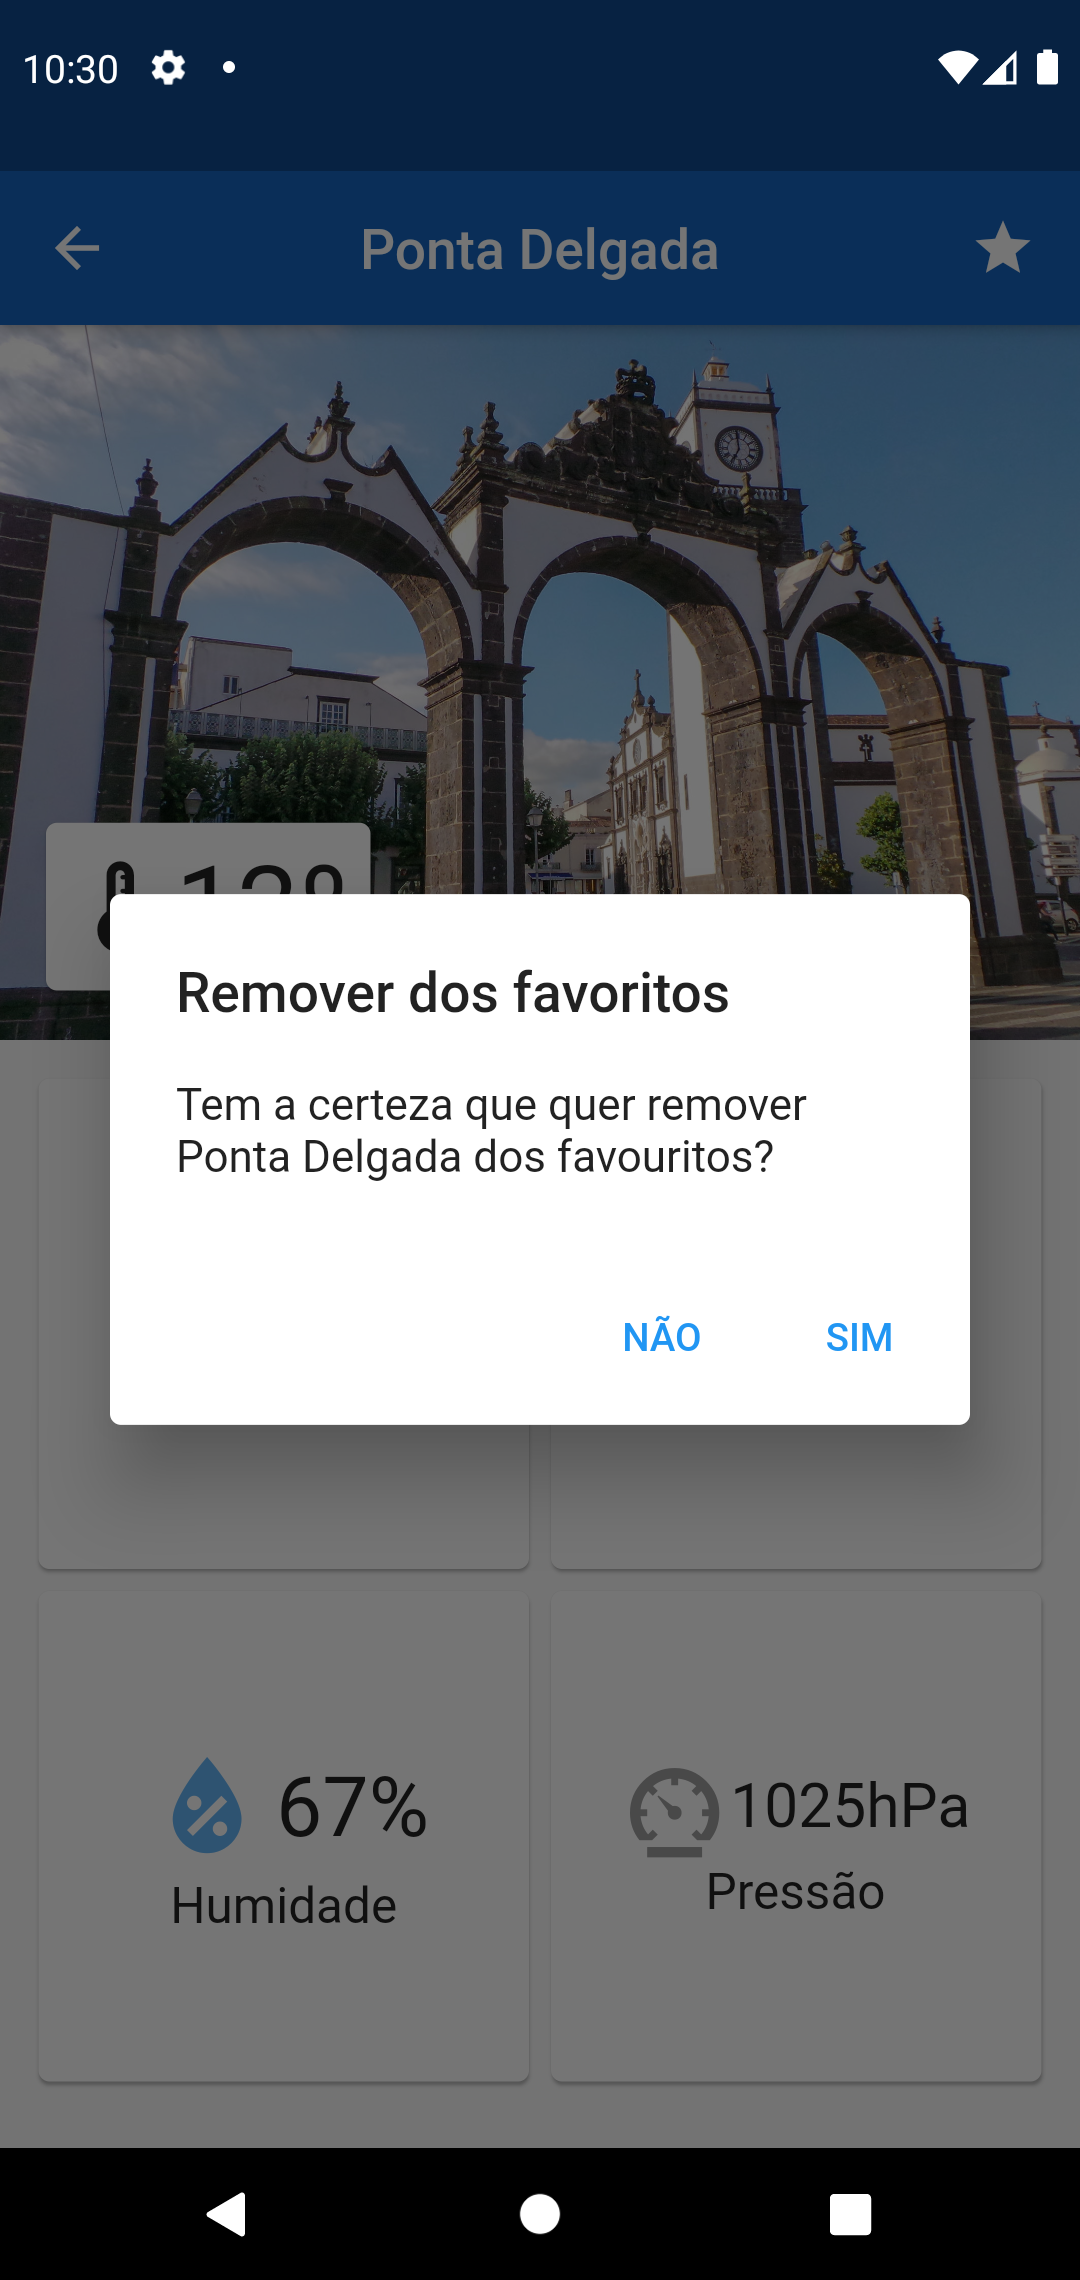 10:30
Ponta Delgada
Remover dos favoritos
Tem a certeza que quer remover
Ponta Delgada dos favouritos?
NÃO SIM
67%
Humidade
1025hPa
Pressão